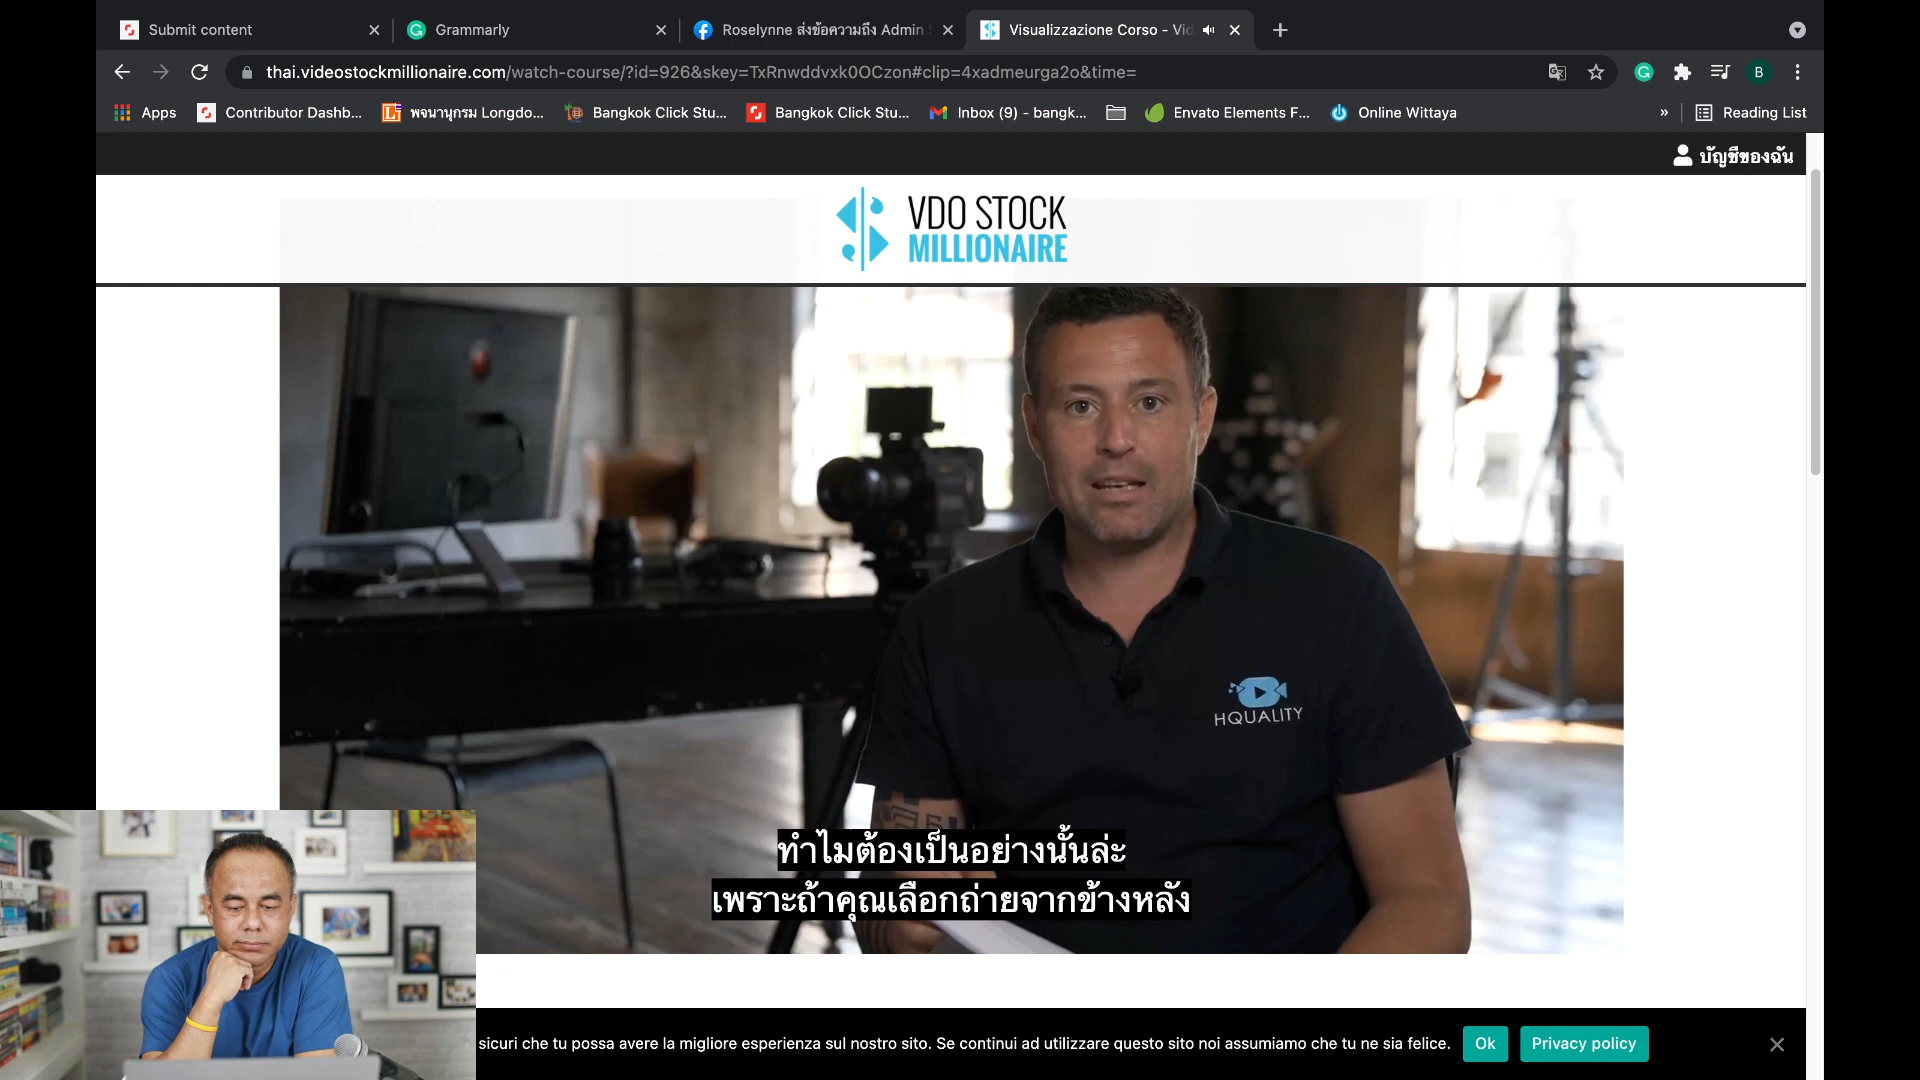 Submit content
Grammarly
Roselynne ส่งข้อความถึง Admin
Visualizzazione Corso - Vid
thai.videostockmillionaire.com/watch-course/?id=926&skey=TxRnwddvxk0OCzon#clip=4xadmeurga2o&time=
B
Apps
Contributor Dashb...
พจนานุกรม Longdo...
Bangkok Click Stu...
Bangkok Click Stu...
Inbox (9) - bangk...
Envato Elements F...
Online Wittaya
»
Reading List
บัญชีของฉัน
VDO STOCK
MILLIONAIRE
HQUALITY
ทำไมต้องเป็นอย่างนั้นล่ะ
เพราะถ้าคุณเลือกถ่ายจากข้างหลัง
sicuri che tu possa avere la migliore esperienza sul nostro sito. Se continui ad utilizzare questo sito noi assumiamo che tu ne sia felice.
Ok
Privacy policy